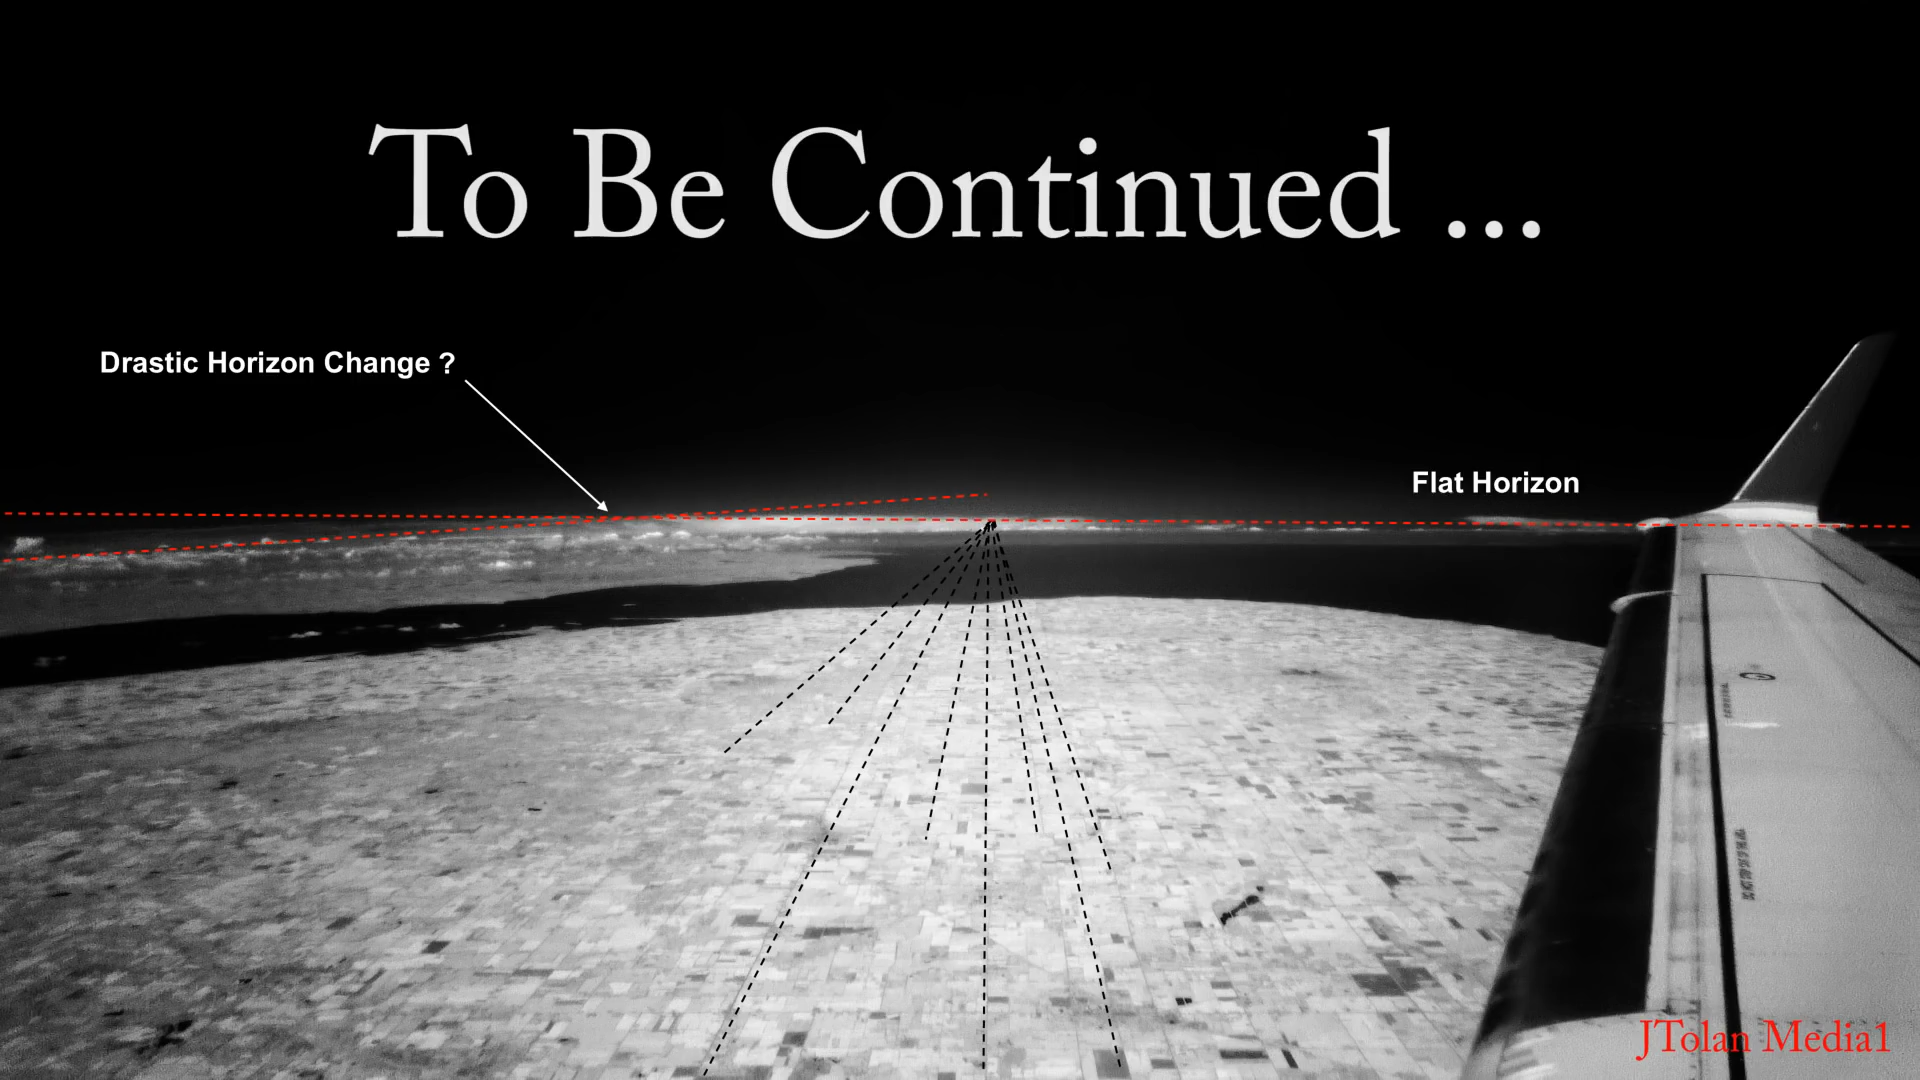 To Be Continued ...
Drastic Horizon Change ?
Flat Horizon
JTolan Media1